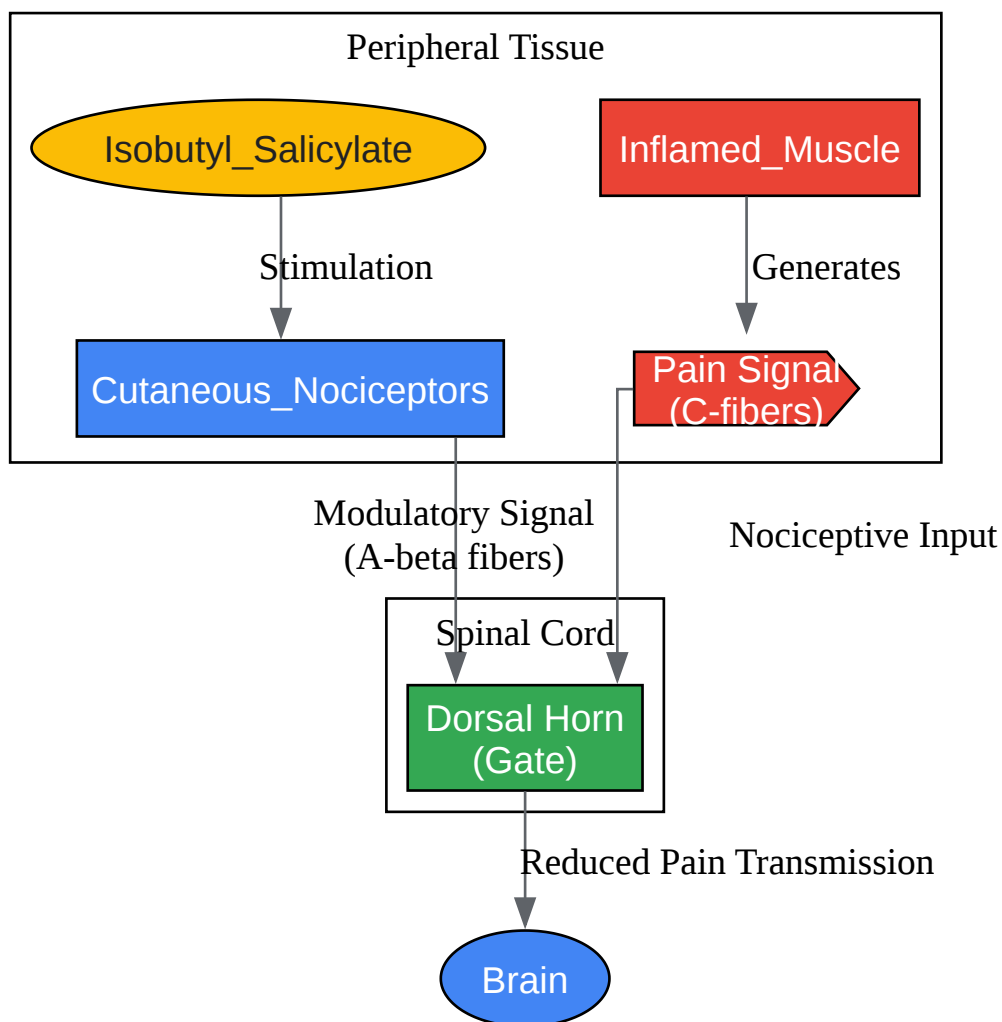 Peripheral Tissue
Isobutyl_Salicylate
Inflamed_Muscle
Stimulation
Generates
Cutaneous_Nociceptors
Pain Signal
(C-fibers)
Modulatory Signal
(A-beta fibers)
Nociceptive Input
Spinal Cord
Dorsal Horn
(Gate)
Reduced Pain Transmission
Brain